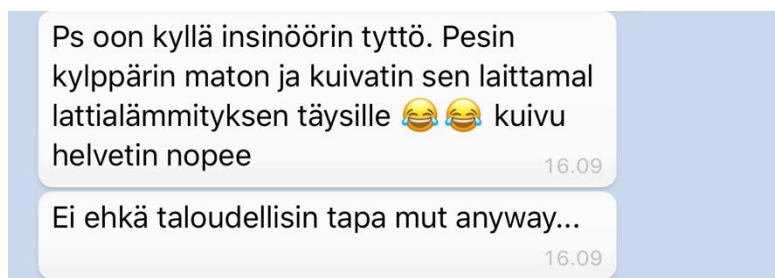 Ps oon kyllä insinöörin tyttö. Pesin
kylppärin maton ja kuivatin sen laittamal
lattialämmityksen täysille 😂😂 kuivu
helvetin nopee
16.09
Ei ehkä taloudellisin tapa mut anyway...
16.09